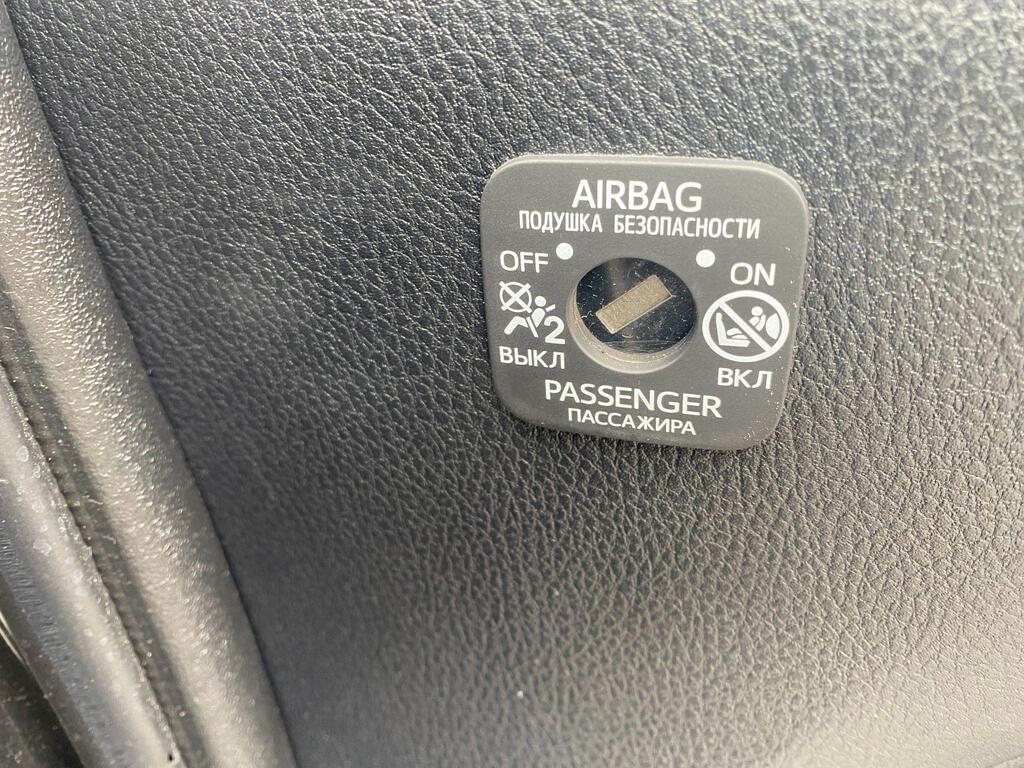 AIRBAG
ПОДУШКА БЕЗОПАСНОСТИ
OFF
ON
2
ВЫКЛ
ВКЛ
PASSENGER
ПАССАЖИРА